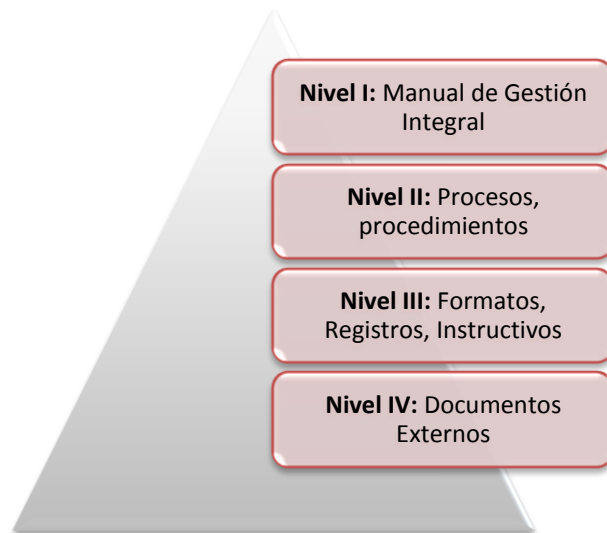 Nivel I: Manual de Gestión
Integral
Nivel II: Procesos,
procedimientos
Nivel III: Formatos,
Registros, Instructivos
Nivel IV: Documentos
Externos